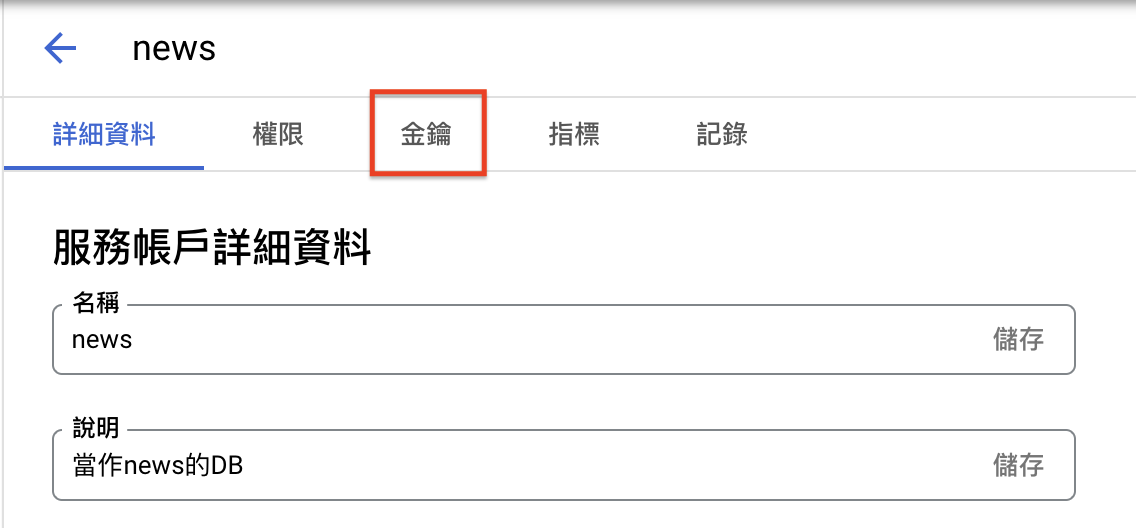 news
詳細資料 權限 金鑰 指標 記錄
服務帳戶詳細資料
名稱
news 儲存
說明
當作news的DB 儲存